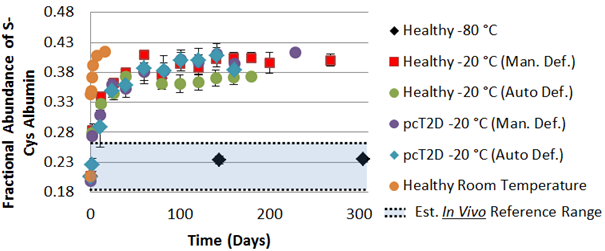 Fractional Abundance of S-
Cys Albumin
0.48
0.43
0.38
0.33
0.28
0.23
0.18
0
100
200
300
Time (Days)
Healthy -80 °C
Healthy -20 °C (Man. Def.)
Healthy -20 °C (Auto Def.)
pcT2D -20 °C (Man. Def.)
pcT2D -20 °C (Auto Def.)
Healthy Room Temperature
Est. In Vivo Reference Range